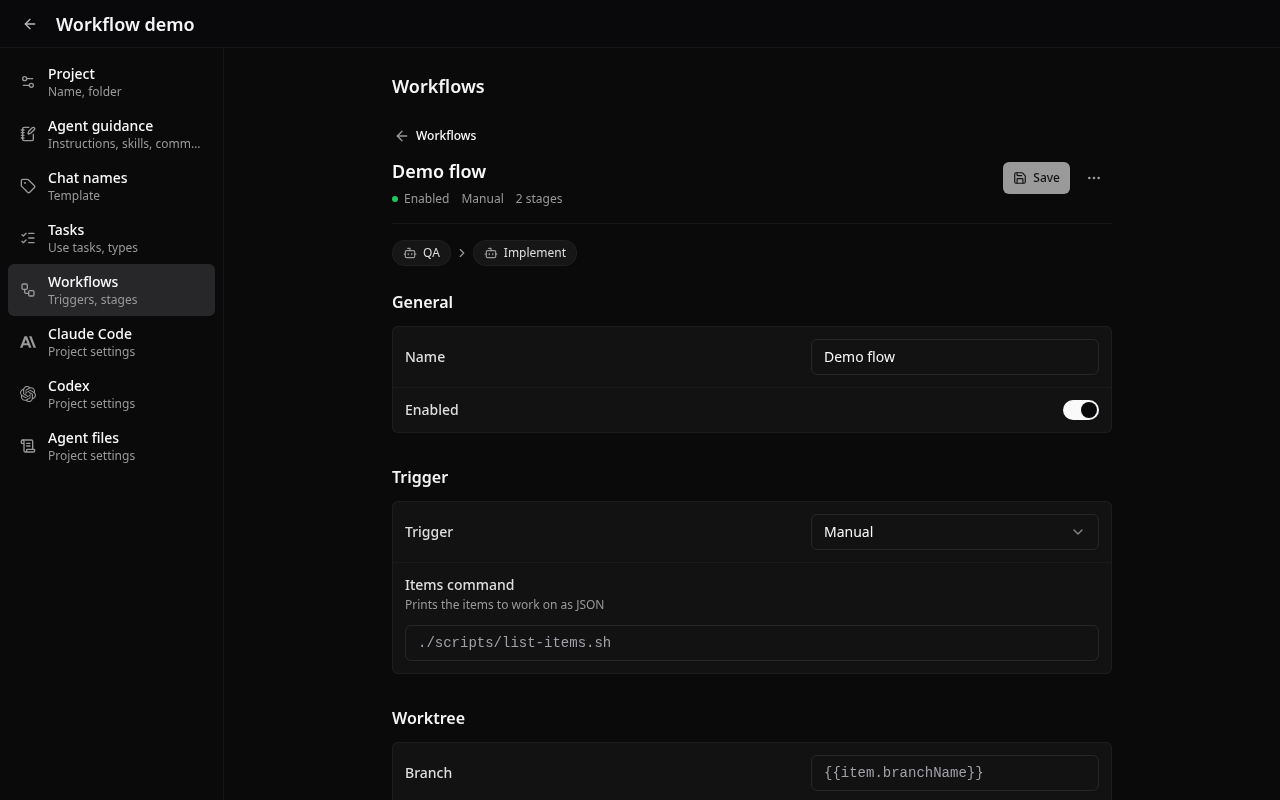 Workflow demo
Project
Name, folder
Agent guidance
Instructions, skills, comm...
Chat names
Template
Tasks
Use tasks, types
Workflows
Triggers, stages
Claude Code
Project settings
Codex
Project settings
Agent files
Project settings
Workflows
Workflows
Demo flow
Save
Enabled Manual 2 stages
QA Implement
General
Name Demo flow
Enabled
Trigger
Trigger Manual
Items command
Prints the items to work on as JSON
./scripts/list-items.sh
Worktree
Branch {{item.branchName}}